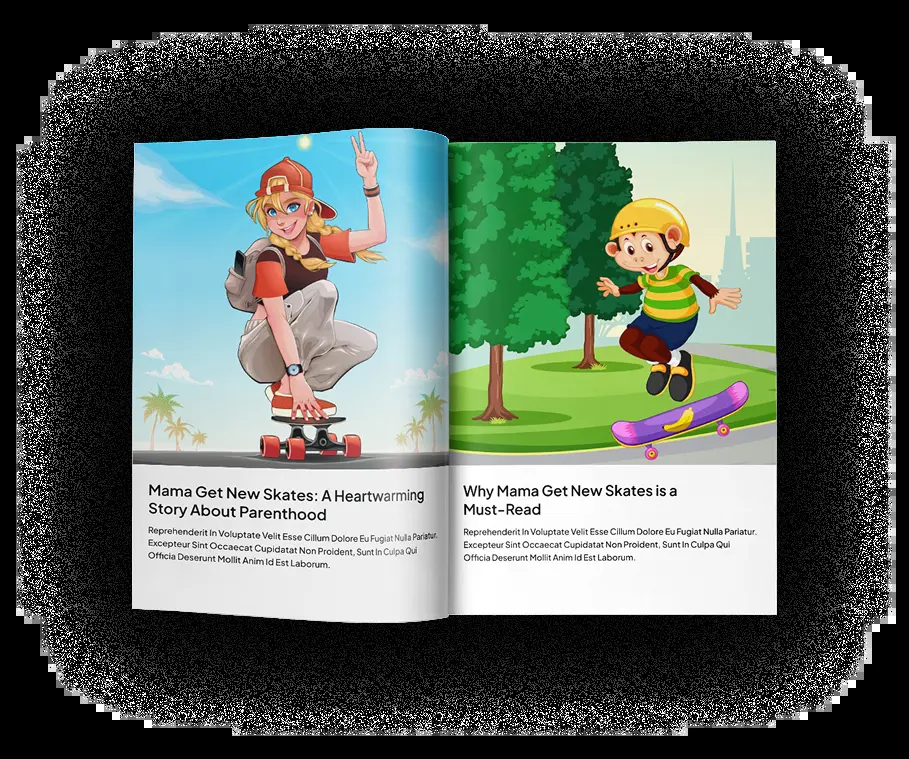 Mama Get New Skates: A Heartwarming
Story About Parenthood
Reprehenderit In Voluptate Velit Esse Cillum Dolore Eu Fugiat Nulla Pariatur.
Excepteur Sint Occaecat Cupidatat Non Proident, Sunt In Culpa Qui
Officia Deserunt Mollit Anim Id Est Laborum.
Why Mama Get New Skates is a
Must-Read
Reprehenderit In Voluptate Velit Esse Cillum Dolore Eu Fugiat Nulla Pariatur.
Excepteur Sint Occaecat Cupidatat Non Proident, Sunt In Culpa Qui
Officia Deserunt Mollit Anim Id Est Laborum.